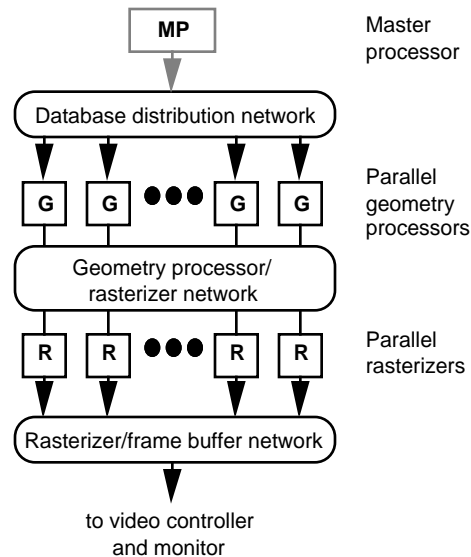 MP
Master
processor
Database distribution network
G G G G
Parallel
geometry
processors
Geometry processor/
rasterizer network
R R R R
Parallel
rasterizers
Rasterizer/frame buffer network
to video controller
and monitor